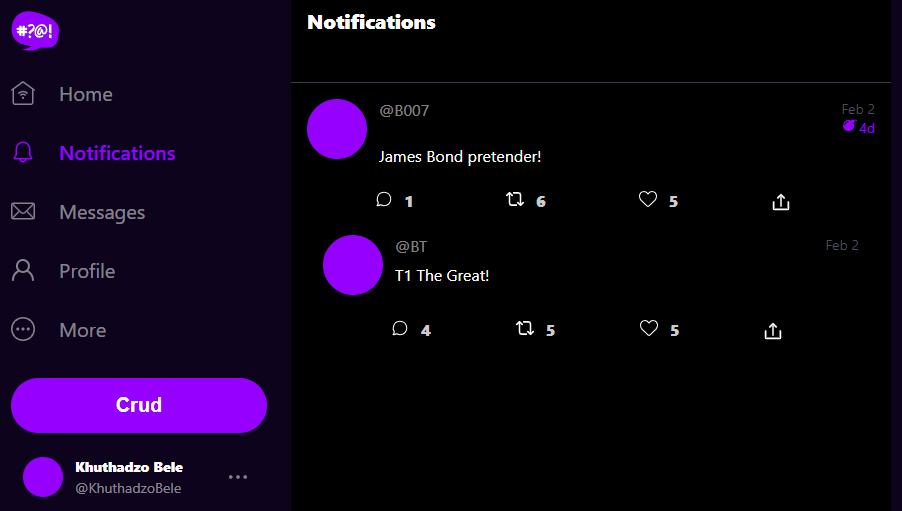 #?@!
Home
Notifications
Messages
Profile
More
Crud
Khuthadzo Bele
@KhuthadzoBele
Notifications
@B007
Feb 2
4d
James Bond pretender!
1 6 5
@BT
Feb 2
T1 The Great!
4 5 5